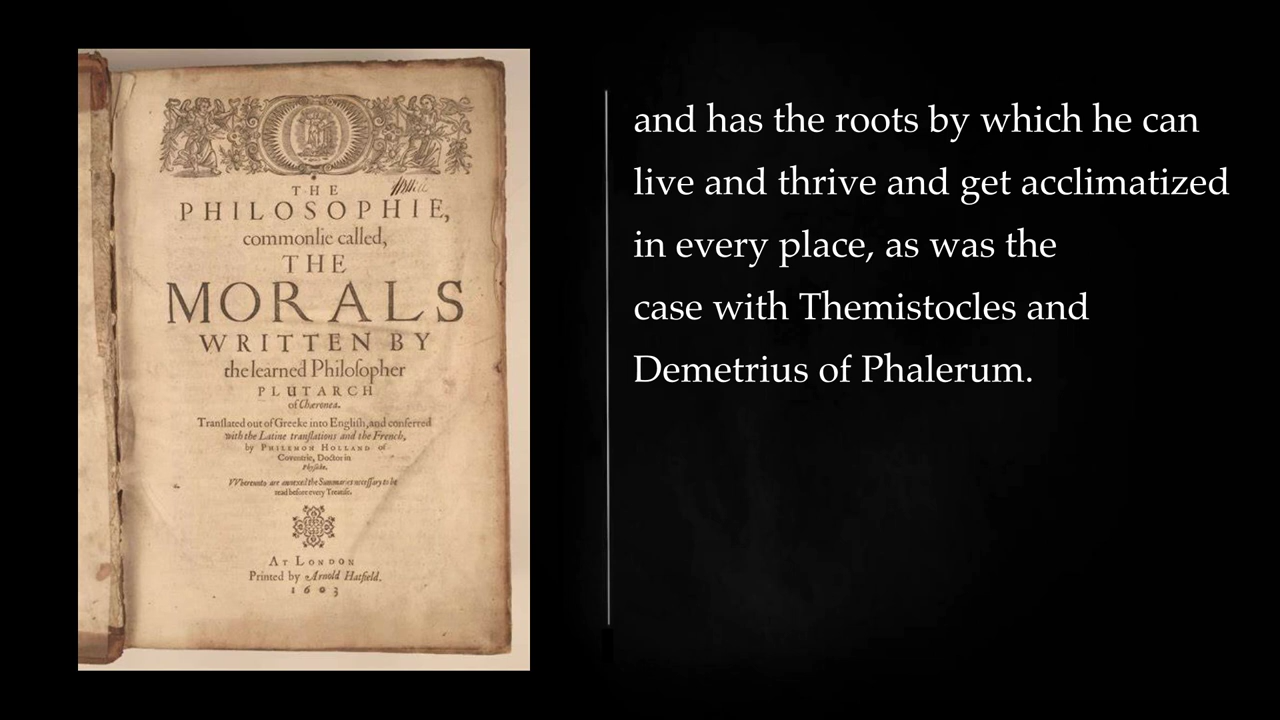 THE
PHILOSOPHIE,
commonlie called,
THE
MORALS
WRITTEN BY
the learned Philoſopher
PLUTARCH
of Chæronea.
Tranſlated out of Greeke into Engliſh, and conferred
with the Latine tranſlations and the French,
by PHILEMON HOLLAND of
Coventrie, Doctor in
Phyſicke.
VVhereunto are annexed the Summaries neceſſary to be
read before every Treatiſe.
AT LONDON
Printed by Arnold Hatfield.
1603
and has the roots by which he can
live and thrive and get acclimatized
in every place, as was the
case with Themistocles and
Demetrius of Phalerum.